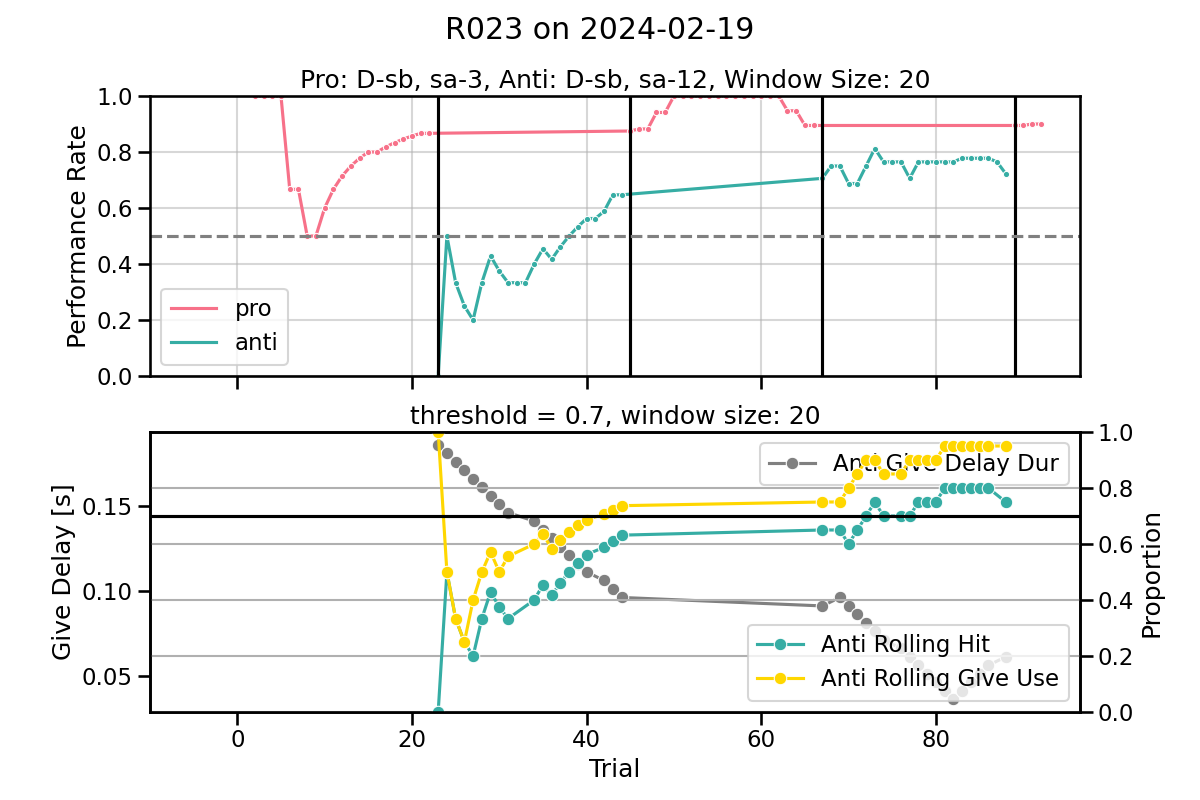 R023 on 2024-02-19
Pro: D-sb, sa-3, Anti: D-sb, sa-12, Window Size: 20
Performance Rate
1.0
0.8
0.6
0.4
0.2
0.0
pro
anti
threshold = 0.7, window size: 20
Give Delay [s]
0.15
0.10
0.05
Anti Give Delay Dur
Anti Rolling Hit
Anti Rolling Give Use
1.0
0.8
0.6
0.4
0.2
0.0
Proportion
0 20 40 60 80
Trial